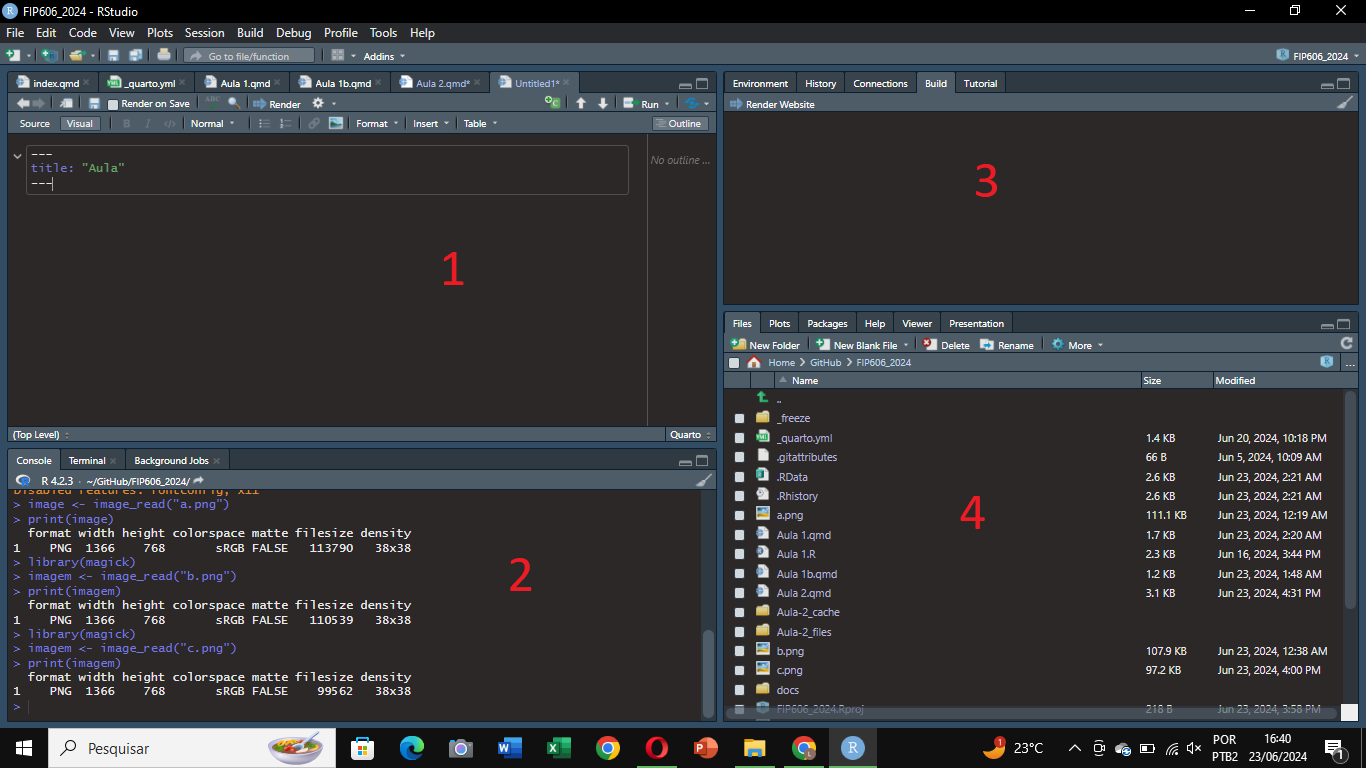 FIP606_2024 - RStudio
File Edit Code View Plots Session Build Debug Profile Tools Help
Go to file/function Addins FIP606_2024
index.qmd _quarto.yml Aula 1.qmd Aula 1b.qmd Aula 2.qmd* Untitled1*
Render on Save ABC Render Run
Source Visual B I </> Normal Format Insert Table Outline
---
title: "Aula"
---
No outline ...
1
(Top Level) Quarto
Console Terminal Background Jobs
R 4.2.3 · ~/GitHub/FIP606_2024/
Disabled features: fontconfig, x11
> image <- image_read("a.png")
> print(image)
format width height colorspace matte filesize density
1 PNG 1366 768 sRGB FALSE 113790 38x38
> library(magick)
> imagem <- image_read("b.png")
> print(imagem)
format width height colorspace matte filesize density
1 PNG 1366 768 sRGB FALSE 110539 38x38
> library(magick)
> imagem <- image_read("c.png")
> print(imagem)
format width height colorspace matte filesize density
1 PNG 1366 768 sRGB FALSE 99562 38x38
>
2
Environment History Connections Build Tutorial
Render Website
3
Files Plots Packages Help Viewer Presentation
New Folder New Blank File Delete Rename More
Home GitHub FIP606_2024 ...
Name Size Modified
..
_freeze
_quarto.yml 1.4 KB Jun 20, 2024, 10:18 PM
.gitattributes 66 B Jun 5, 2024, 10:09 AM
.RData 2.6 KB Jun 23, 2024, 2:21 AM
.Rhistory 2.6 KB Jun 23, 2024, 2:21 AM
a.png 111.1 KB Jun 23, 2024, 12:19 AM
Aula 1.qmd 1.7 KB Jun 23, 2024, 2:20 AM
Aula 1.R 2.3 KB Jun 16, 2024, 3:44 PM
Aula 1b.qmd 1.2 KB Jun 23, 2024, 1:48 AM
Aula 2.qmd 3.1 KB Jun 23, 2024, 4:31 PM
Aula-2_cache
Aula-2_files
b.png 107.9 KB Jun 23, 2024, 12:38 AM
c.png 97.2 KB Jun 23, 2024, 4:00 PM
docs
FIP606_2024.Rproj 218 B Jun 23, 2024, 3:58 PM
4
Pesquisar
1 23°C
POR
PTB2
16:40
23/06/2024
1